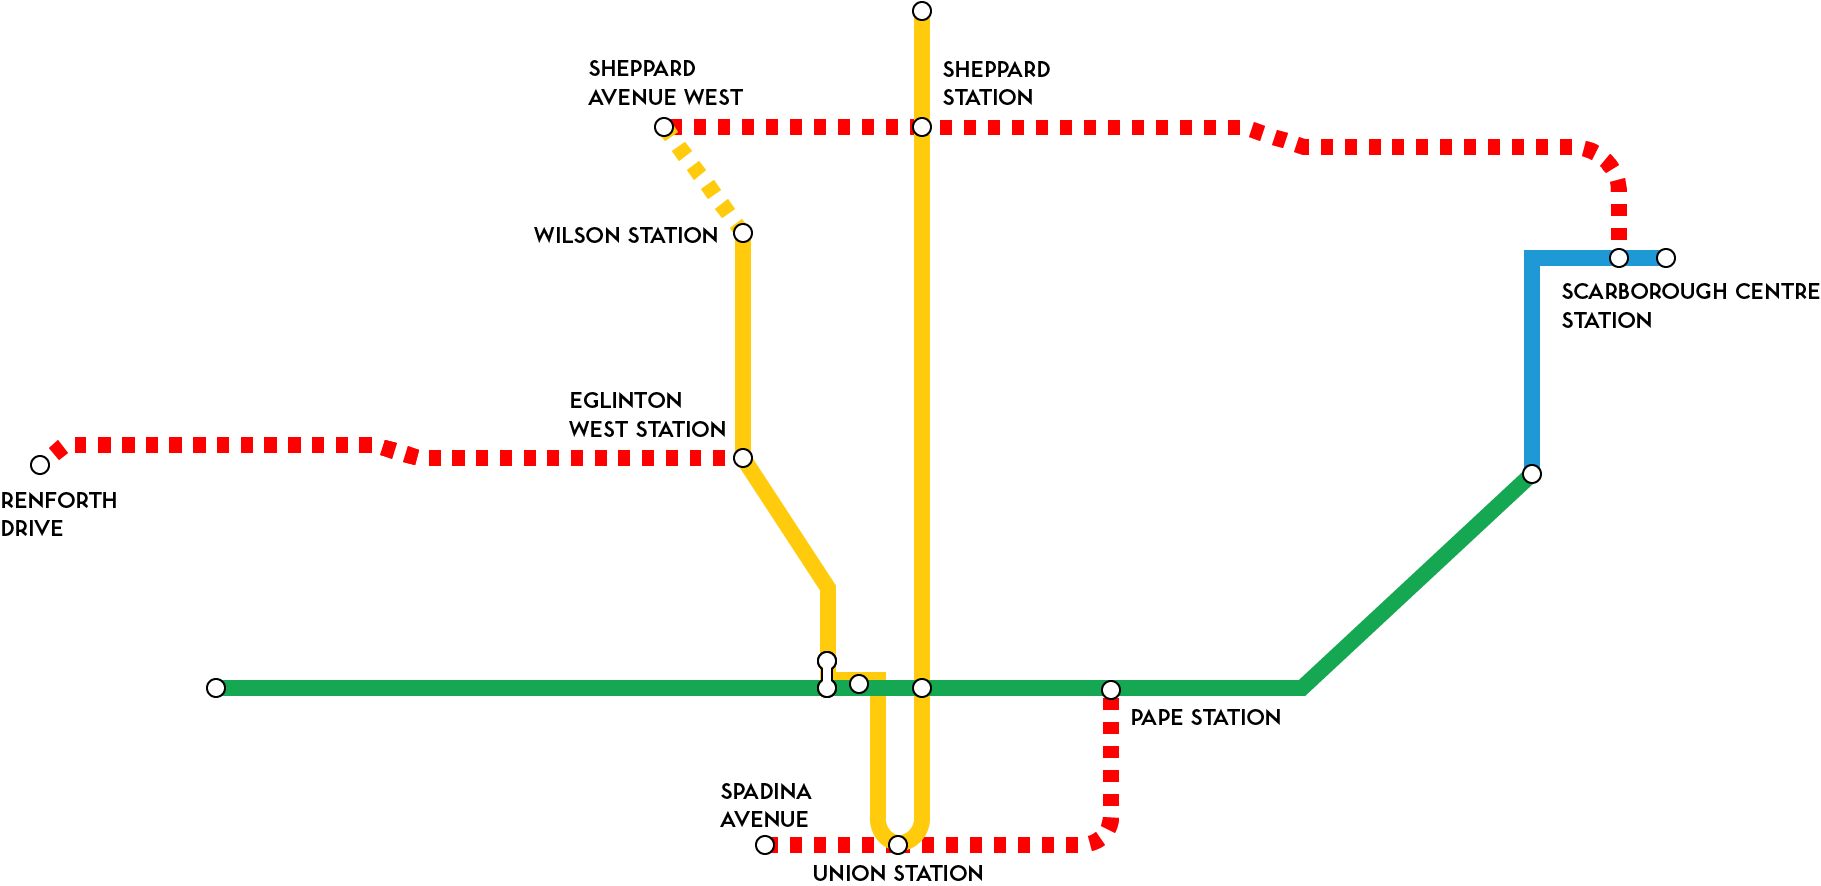 SHEPPARD
AVENUE WEST
SHEPPARD
STATION
WILSON STATION
SCARBOROUGH CENTRE
STATION
EGLINTON
WEST STATION
RENFORTH
DRIVE
PAPE STATION
SPADINA
AVENUE
UNION STATION